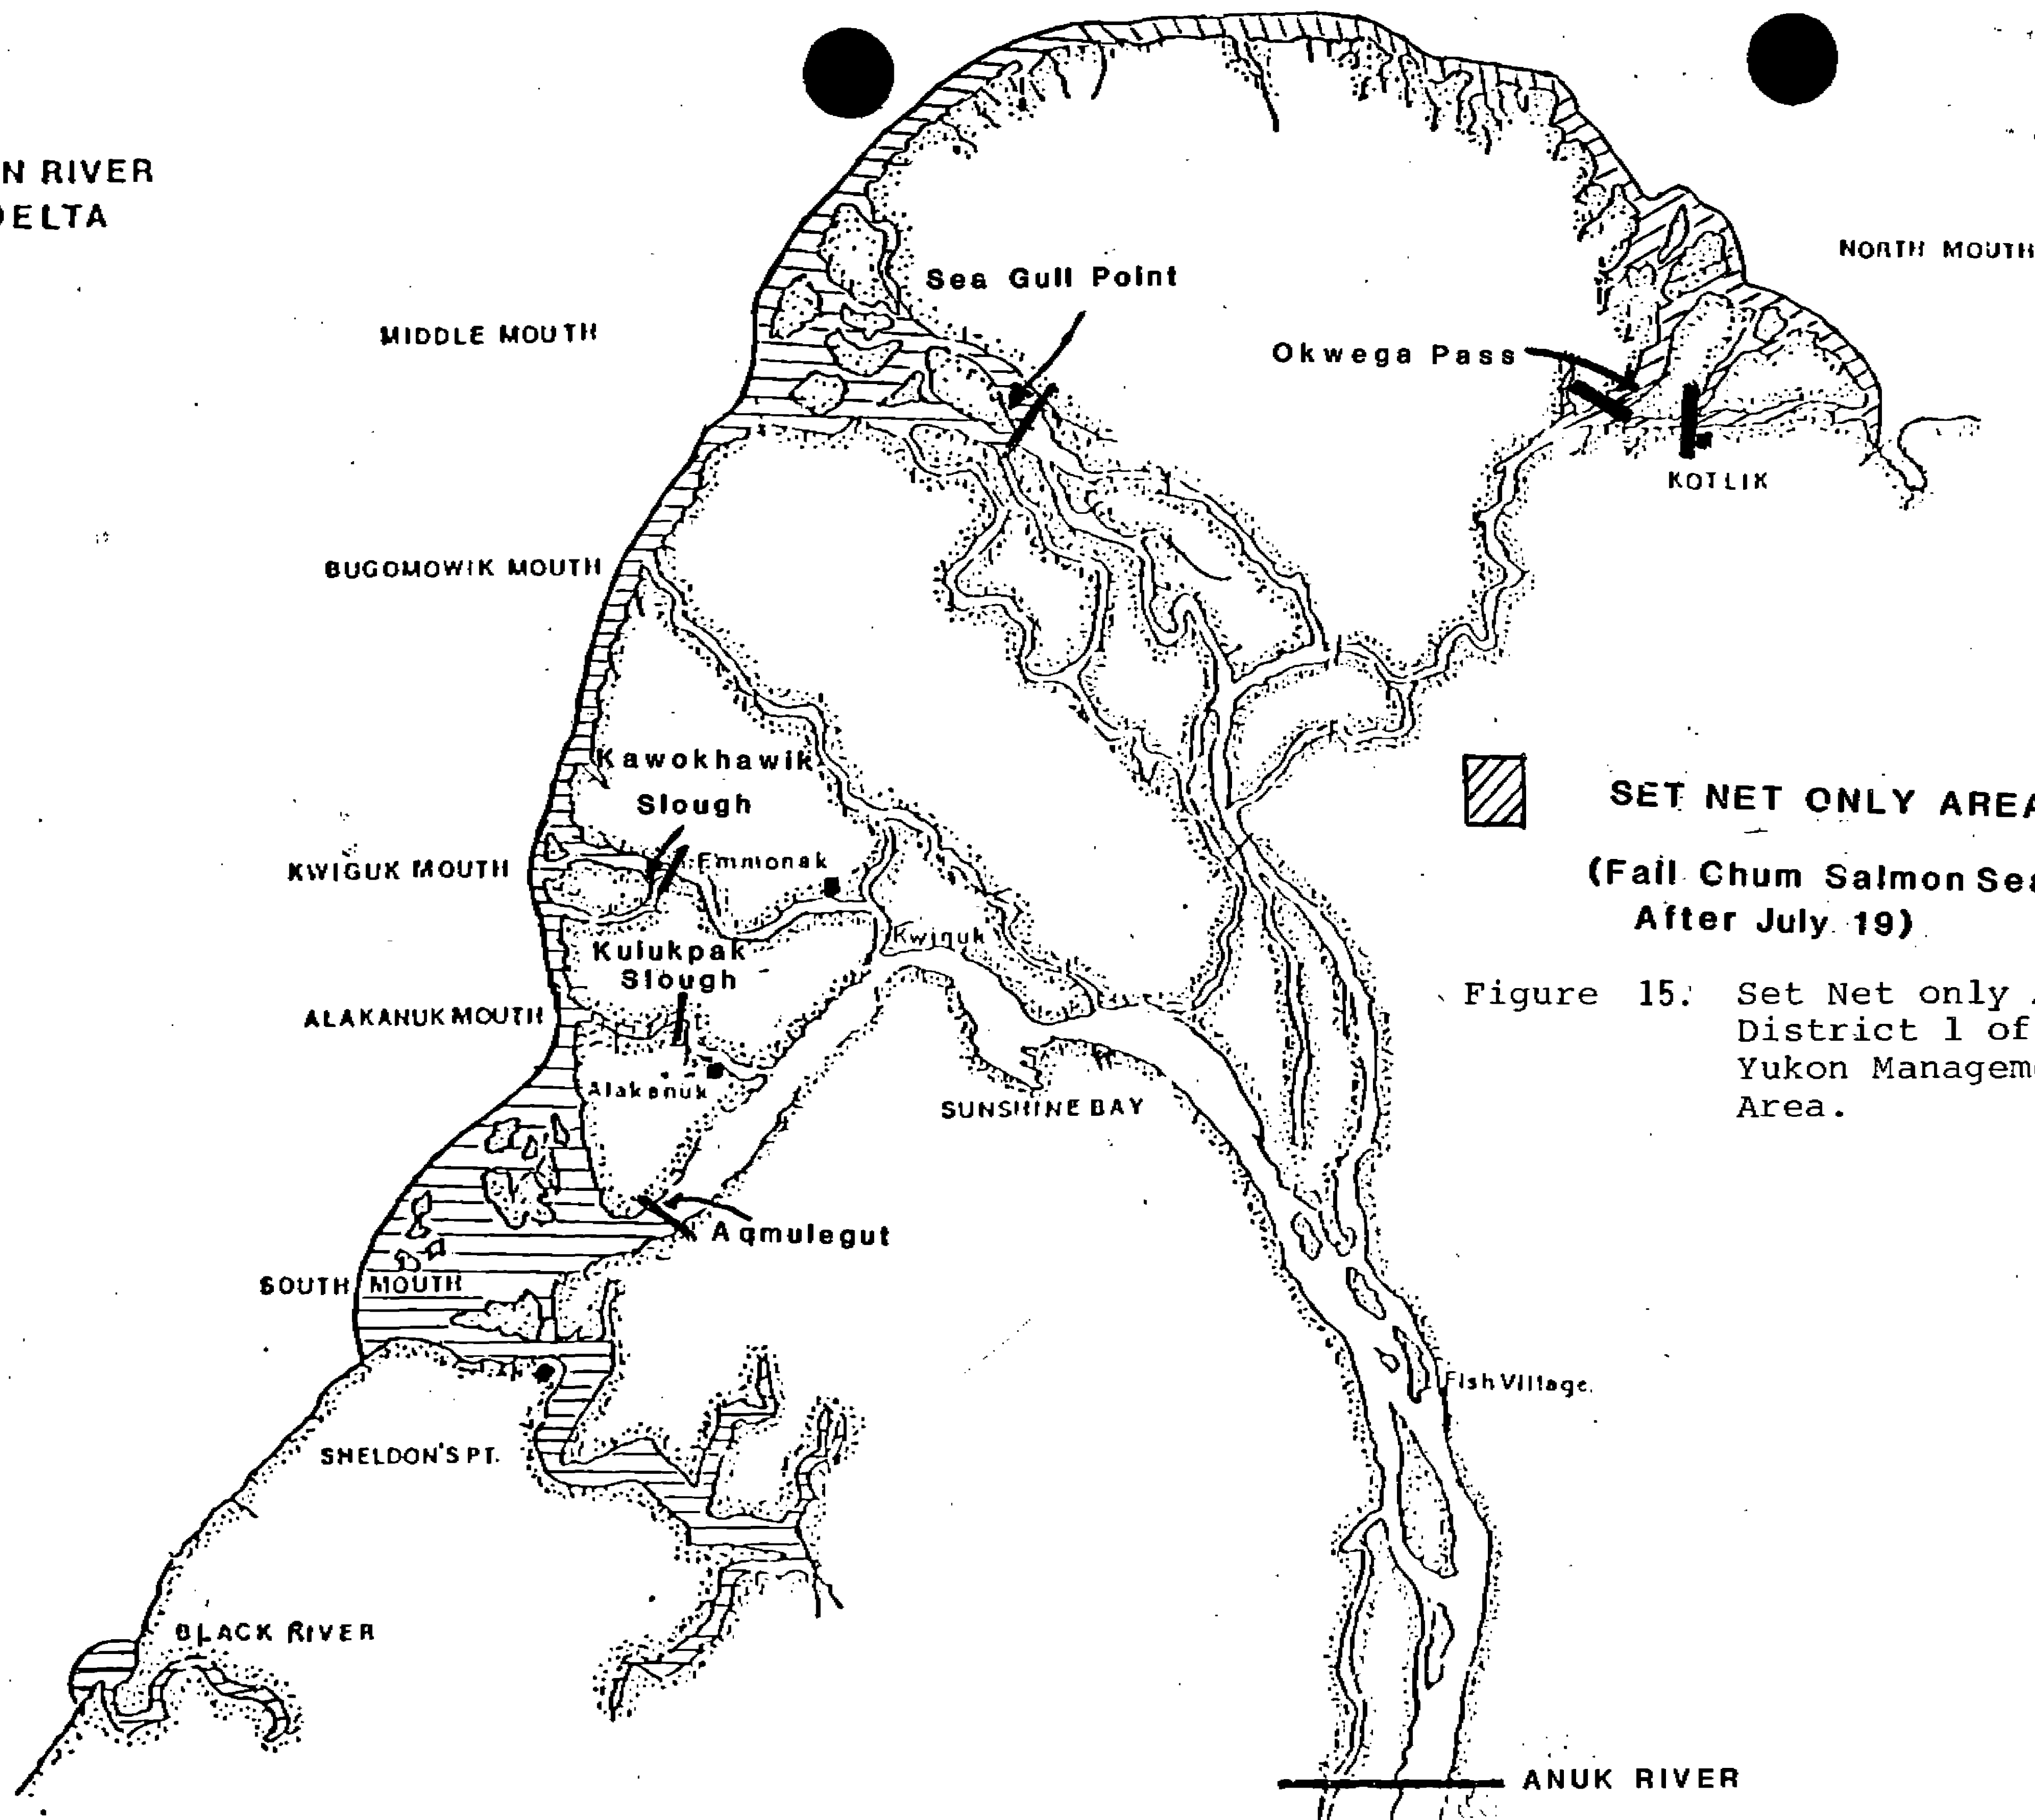 N RIVER
DELTA
MIDDLE MOUTH
Sea Gull Point
NORTH MOUTH
Okwega Pass
KOTLIK
BUGOMOWIK MOUTH
Kawokhawik
Slough
KWIGUK MOUTH
Emmonak
Kwiguk
Kulukpak
Slough
ALAKANUK MOUTH
Alakanuk
SUNSHINE BAY
Aqmulegut
SOUTH MOUTH
SHELDON'S PT.
BLACK RIVER
Fish Village
ANUK RIVER
SET NET ONLY AREA
(Fall Chum Salmon Sea
After July 19)
Figure 15. Set Net only
District 1 of
Yukon Managem
Area.